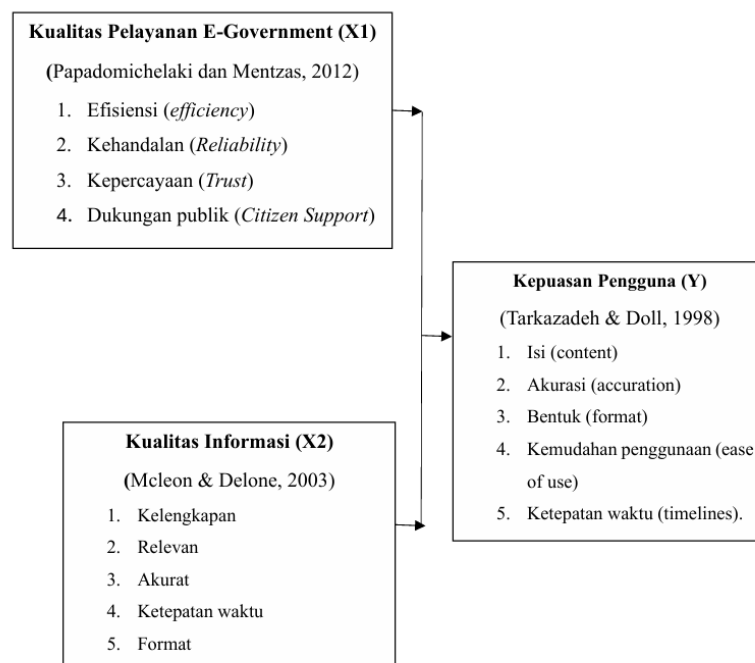 Kualitas Pelayanan E-Government (X1)
(Papadomichelaki dan Mentzas, 2012)
1. Efisiensi (efficiency)
2. Kehandalan (Reliability)
3. Kepercayaan (Trust)
4. Dukungan publik (Citizen Support)
Kepuasan Pengguna (Y)
(Tarkazadeh & Doll, 1998)
1. Isi (content)
2. Akurasi (accuration)
3. Bentuk (format)
4. Kemudahan penggunaan (ease
of use)
5. Ketepatan waktu (timelines).
Kualitas Informasi (X2)
(Mcleon & Delone, 2003)
1. Kelengkapan
2. Relevan
3. Akurat
4. Ketepatan waktu
5. Format